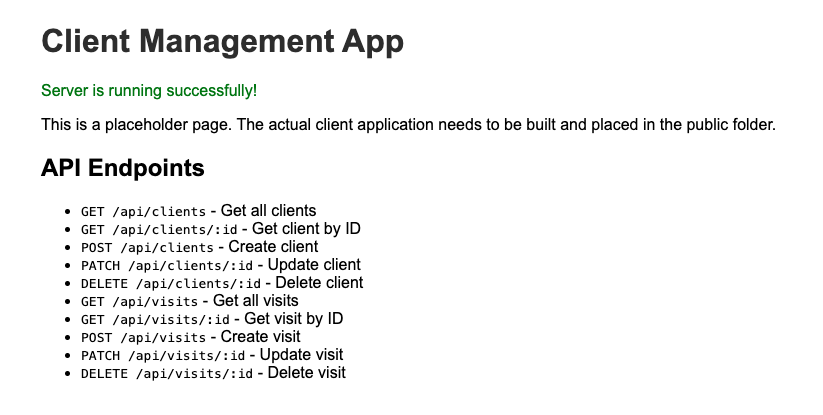 Client Management App
Server is running successfully!
This is a placeholder page. The actual client application needs to be built and placed in the public folder.
API Endpoints
• GET /api/clients - Get all clients
• GET /api/clients/:id - Get client by ID
• POST /api/clients - Create client
• PATCH /api/clients/:id - Update client
• DELETE /api/clients/:id - Delete client
• GET /api/visits - Get all visits
• GET /api/visits/:id - Get visit by ID
• POST /api/visits - Create visit
• PATCH /api/visits/:id - Update visit
• DELETE /api/visits/:id - Delete visit